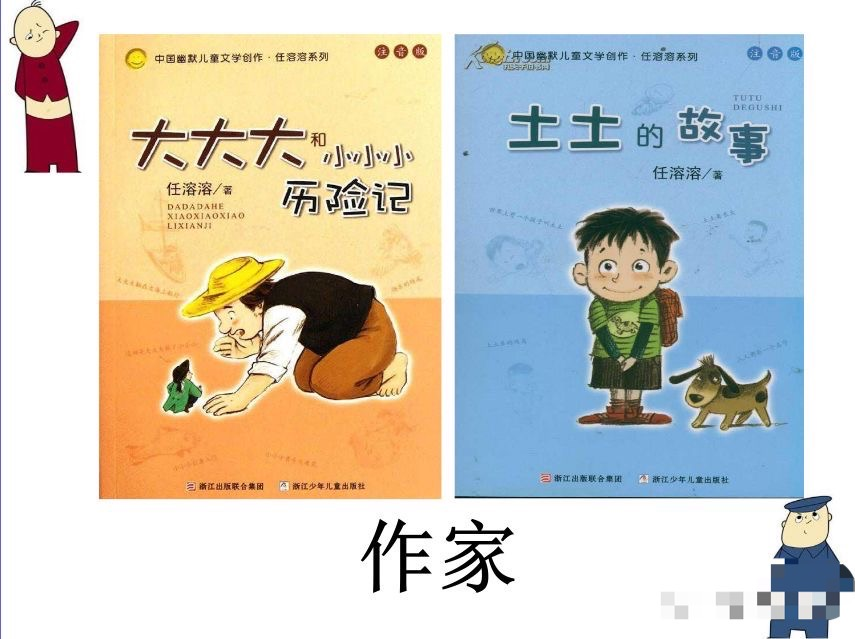 中国幽默儿童文学创作·任溶溶系列
注音版
大大大和小小小
历险记
任溶溶/著
DADADAHE
XIAOXIAOXIAO
LIXIANJI
浙江出版联合集团
浙江少年儿童出版社
中国幽默儿童文学创作·任溶溶系列
注音版
土土的故事
TUTU
DEGUSHI
任溶溶/著
浙江出版联合集团
浙江少年儿童出版社
作家